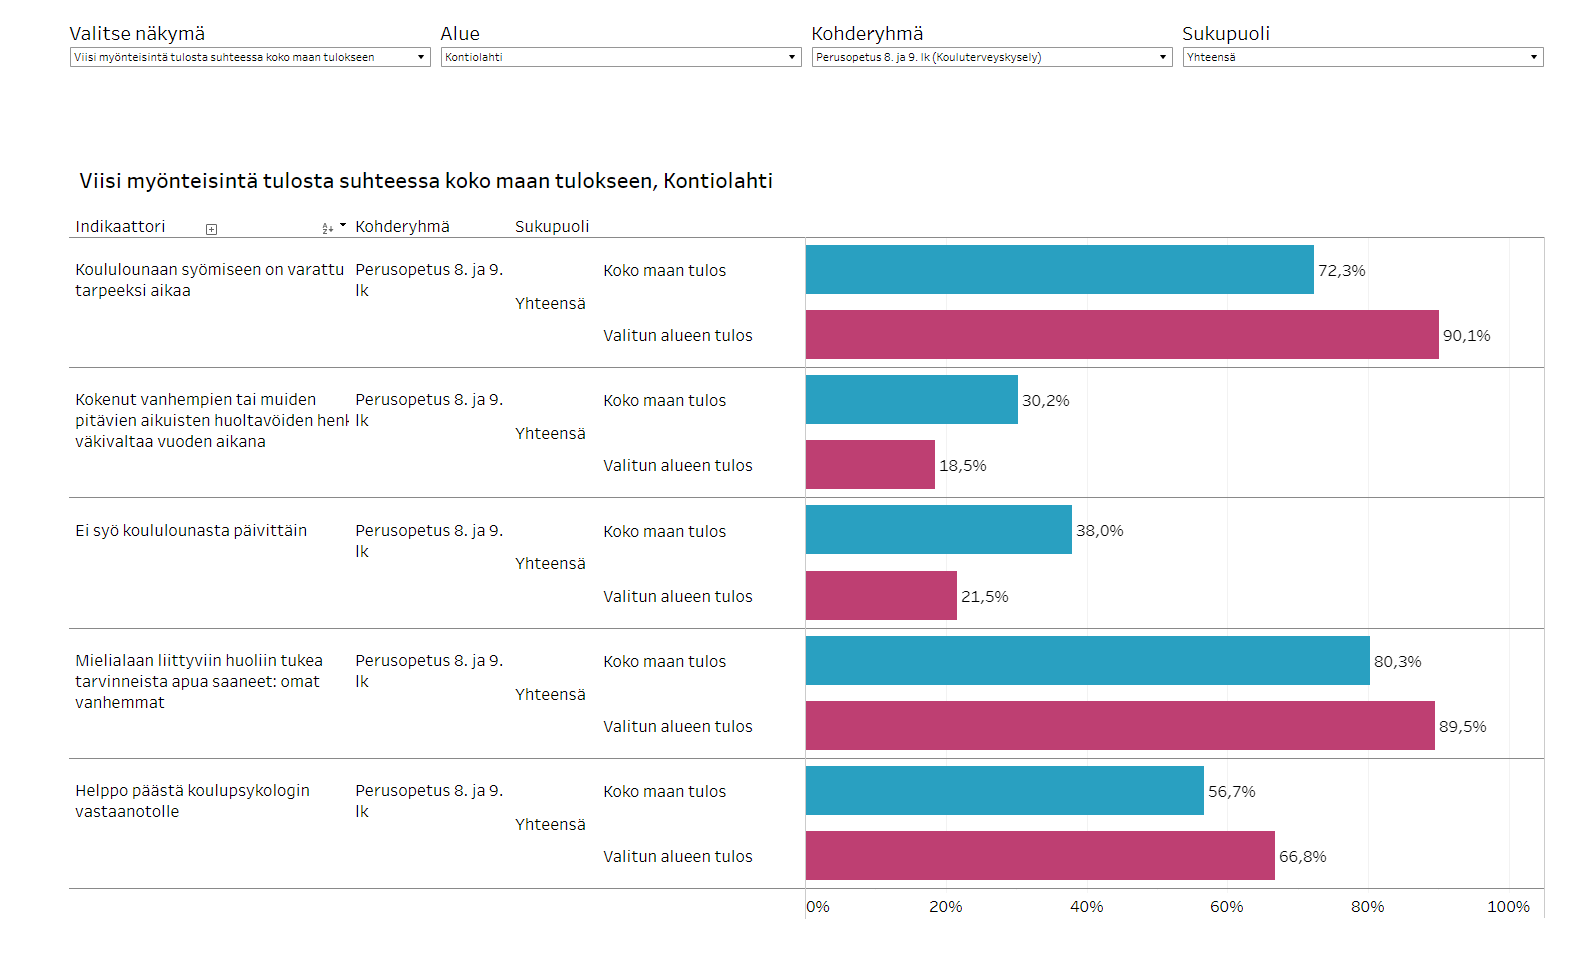 Valitse näkymä
Alue
Kohderyhmä
Sukupuoli
Viisi myönteisintä tulosta suhteessa koko maan tulokseen
Kontiolahti
Perusopetus 8. ja 9. lk (Kouluterveyskysely)
Yhteensä
Viisi myönteisintä tulosta suhteessa koko maan tulokseen, Kontiolahti
Indikaattori
Kohderyhmä
Sukupuoli
Koululounaan syömiseen on varattu
tarpeeksi aikaa
Perusopetus 8. ja 9.
lk
Yhteensä
Koko maan tulos
72,3%
Valitun alueen tulos
90,1%
Kokenut vanhempien tai muiden
pitävien aikuisten huoltavöiden henk
väkivaltaa vuoden aikana
Perusopetus 8. ja 9.
lk
Yhteensä
Koko maan tulos
30,2%
Valitun alueen tulos
18,5%
Ei syö koululounasta päivittäin
Perusopetus 8. ja 9.
lk
Yhteensä
Koko maan tulos
38,0%
Valitun alueen tulos
21,5%
Mielialaan liittyviin huoliin tukea
tarvinneista apua saaneet: omat
vanhemmat
Perusopetus 8. ja 9.
lk
Yhteensä
Koko maan tulos
80,3%
Valitun alueen tulos
89,5%
Helppo päästä koulupsykologin
vastaanotolle
Perusopetus 8. ja 9.
lk
Yhteensä
Koko maan tulos
56,7%
Valitun alueen tulos
66,8%
0%
20%
40%
60%
80%
100%